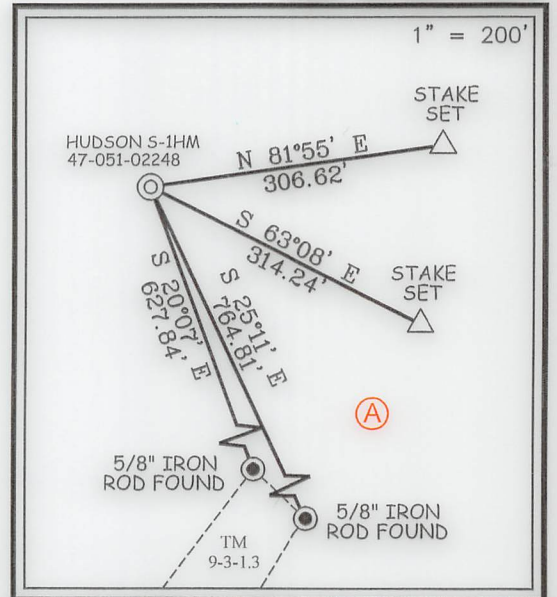 1" = 200'
STAKE
SET
HUDSON S-1HM
47-051-02248
N 81°55' E
306.62'
S 63°08' E
314.24'
STAKE
SET
S 20°07' E
627.84'
S 25°11' E
764.81'
A
5/8" IRON
ROD FOUND
5/8" IRON
ROD FOUND
TM
9-3-1.3